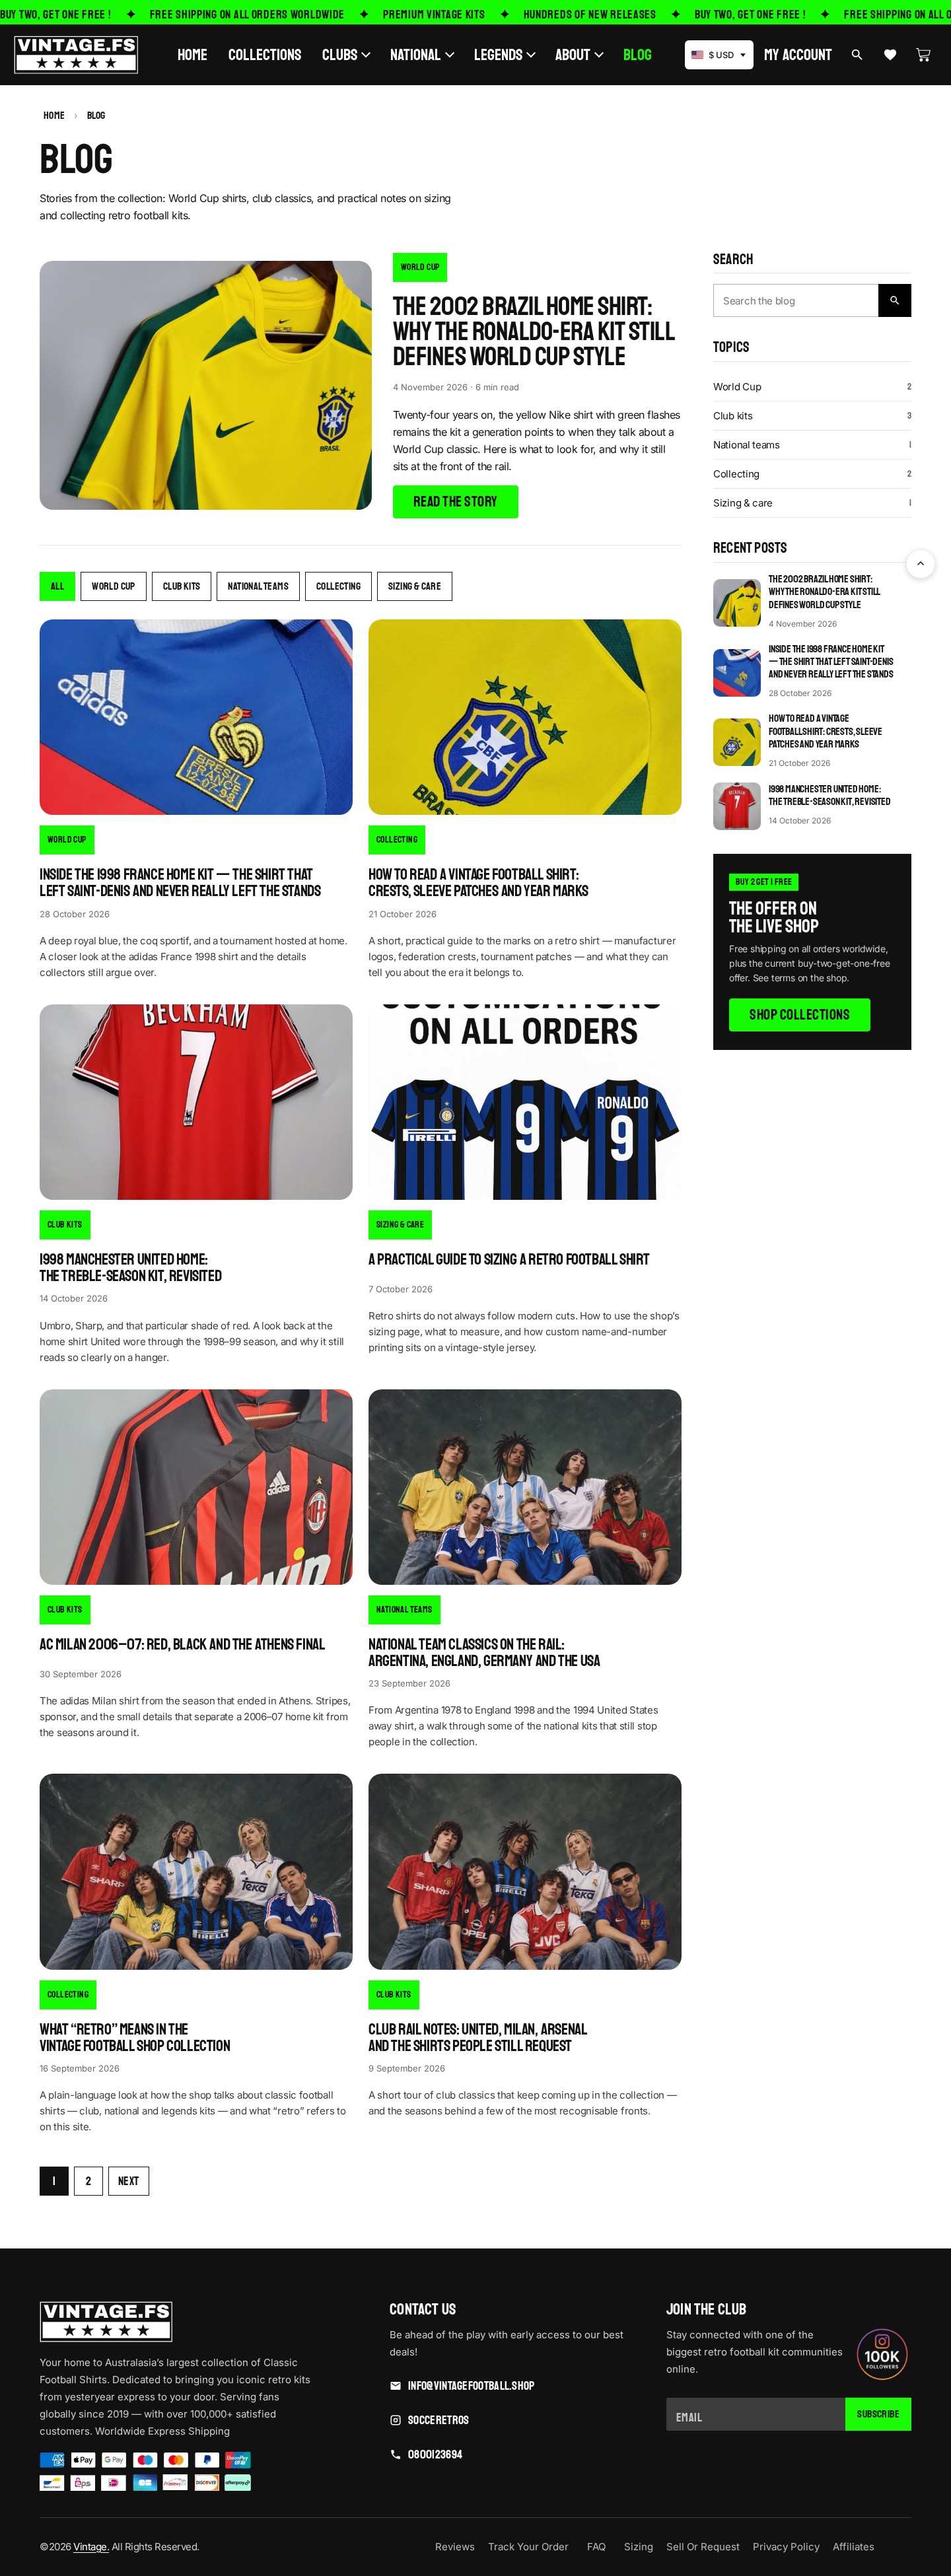 BUY TWO, GET ONE FREE ! ✦ FREE SHIPPING ON ALL ORDERS WORLDWIDE ✦ PREMIUM VINTAGE KITS ✦ HUNDREDS OF NEW RELEASES ✦ BUY TWO, GET ONE FREE ! ✦ FREE SHIPPING ON ALL O
VINTAGE.FS
HOME COLLECTIONS CLUBS NATIONAL LEGENDS ABOUT BLOG
$ USD
MY ACCOUNT
HOME › BLOG
BLOG
Stories from the collection: World Cup shirts, club classics, and practical notes on sizing
and collecting retro football kits.
BRASIL
WORLD CUP
THE 2002 BRAZIL HOME SHIRT:
WHY THE RONALDO-ERA KIT STILL
DEFINES WORLD CUP STYLE
4 November 2026 · 6 min read
Twenty-four years on, the yellow Nike shirt with green flashes
remains the kit a generation points to when they talk about a
World Cup classic. Here is what to look for, and why it still
sits at the front of the rail.
READ THE STORY
ALL
WORLD CUP
CLUB KITS
NATIONAL TEAMS
COLLECTING
SIZING & CARE
adidas
BRESIL
FRANCE
12-07-98
WORLD CUP
INSIDE THE 1998 FRANCE HOME KIT — THE SHIRT THAT
LEFT SAINT-DENIS AND NEVER REALLY LEFT THE STANDS
28 October 2026
A deep royal blue, the coq sportif, and a tournament hosted at home.
A closer look at the adidas France 1998 shirt and the details
collectors still argue over.
CBF
BRASIL
COLLECTING
HOW TO READ A VINTAGE FOOTBALL SHIRT:
CRESTS, SLEEVE PATCHES AND YEAR MARKS
21 October 2026
A short, practical guide to the marks on a retro shirt — manufacturer
logos, federation crests, tournament patches — and what they can
tell you about the era it belongs to.
BECKHAM
7
CLUB KITS
1998 MANCHESTER UNITED HOME:
THE TREBLE-SEASON KIT, REVISITED
14 October 2026
Umbro, Sharp, and that particular shade of red. A look back at the
home shirt United wore through the 1998–99 season, and why it still
reads so clearly on a hanger.
CUSTOMISATIONS
ON ALL ORDERS
PIRELLI
9
RONALDO
9
SIZING & CARE
A PRACTICAL GUIDE TO SIZING A RETRO FOOTBALL SHIRT
7 October 2026
Retro shirts do not always follow modern cuts. How to use the shop's
sizing page, what to measure, and how custom name-and-number
printing sits on a vintage-style jersey.
adidas
ACM
1899
bwin
CLUB KITS
AC MILAN 2006–07: RED, BLACK AND THE ATHENS FINAL
30 September 2026
The adidas Milan shirt from the season that ended in Athens. Stripes,
sponsor, and the small details that separate a 2006–07 home kit from
the seasons around it.
NATIONAL TEAMS
NATIONAL TEAM CLASSICS ON THE RAIL:
ARGENTINA, ENGLAND, GERMANY AND THE USA
23 September 2026
From Argentina 1978 to England 1998 and the 1994 United States
away shirt, a walk through some of the national kits that still stop
people in the collection.
SHARP
Teka
PIRELLI
COLLECTING
WHAT “RETRO” MEANS IN THE
VINTAGE FOOTBALL SHOP COLLECTION
16 September 2026
A plain-language look at how the shop talks about classic football
shirts — club, national and legends kits — and what “retro” refers to
on this site.
SHARP
Opel
PIRELLI
JVC
Teka
CLUB KITS
CLUB RAIL NOTES: UNITED, MILAN, ARSENAL
AND THE SHIRTS PEOPLE STILL REQUEST
9 September 2026
A short tour of club classics that keep coming up in the collection —
and the seasons behind a few of the most recognisable fronts.
1
2
NEXT
SEARCH
Search the blog
TOPICS
World Cup 2
Club kits 3
National teams 1
Collecting 2
Sizing & care 1
RECENT POSTS
THE 2002 BRAZIL HOME SHIRT:
WHY THE RONALDO-ERA KIT STILL
DEFINES WORLD CUP STYLE
4 November 2026
INSIDE THE 1998 FRANCE HOME KIT
— THE SHIRT THAT LEFT SAINT-DENIS
AND NEVER REALLY LEFT THE STANDS
28 October 2026
HOW TO READ A VINTAGE
FOOTBALL SHIRT: CRESTS, SLEEVE
PATCHES AND YEAR MARKS
21 October 2026
BECKHAM
7
1998 MANCHESTER UNITED HOME:
THE TREBLE-SEASON KIT, REVISITED
14 October 2026
BUY 2 GET 1 FREE
THE OFFER ON
THE LIVE SHOP
Free shipping on all orders worldwide,
plus the current buy-two-get-one-free
offer. See terms on the shop.
SHOP COLLECTIONS
VINTAGE.FS
Your home to Australasia's largest collection of Classic
Football Shirts. Dedicated to bringing you iconic retro kits
from yesteryear express to your door. Serving fans
globally since 2019 — with over 100,000+ satisfied
customers. Worldwide Express Shipping
Pay
G Pay
PayPal
UnionPay
Bancontact
eps
iD
DISCOVER
afterpay
CONTACT US
Be ahead of the play with early access to our best
deals!
INFO@VINTAGEFOOTBALL.SHOP
SOCCERETROS
0800123694
JOIN THE CLUB
Stay connected with one of the
biggest retro football kit communities
online.
100K
FOLLOWERS
EMAIL
SUBSCRIBE
©2026 Vintage. All Rights Reserved.
Reviews Track Your Order FAQ Sizing Sell Or Request Privacy Policy Affiliates